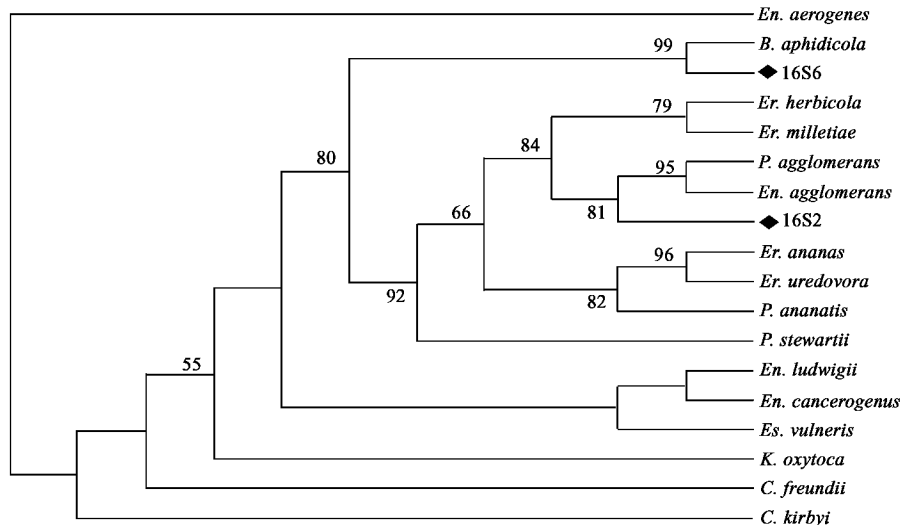 En. aerogenes
99
B. aphidicola
16S6
79
Er. herbicola
Er. milletiae
84
80
95
P. agglomerans
En. agglomerans
81
16S2
66
96
Er. ananas
Er. uredovora
92
82
P. ananatis
P. stewartii
55
En. ludwigii
En. cancerogenus
Es. vulneris
K. oxytoca
C. freundii
C. kirbyi